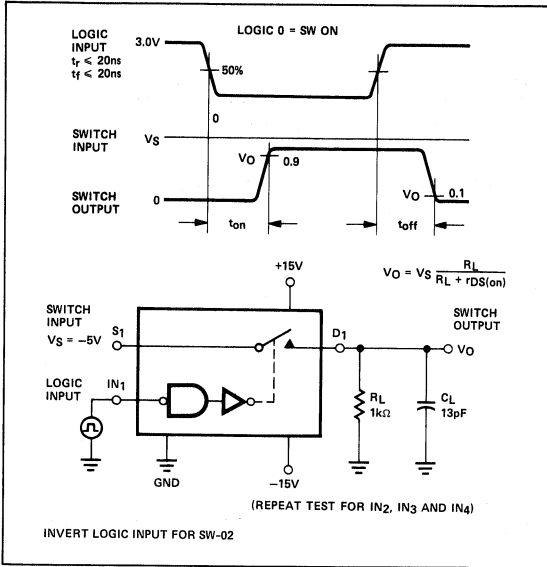 LOGIC 0 = SW ON
LOGIC
INPUT
tr ≤ 20ns
tf ≤ 20ns
3.0V
50%
0
SWITCH
INPUT
VS
VO
0.9
SWITCH
OUTPUT
0
VO
0.1
ton
toff
VO = VS RL / RL + rDS(on)
+15V
SWITCH
INPUT
VS = −5V
S1
D1
SWITCH
OUTPUT
VO
LOGIC
INPUT
IN1
RL
1kΩ
CL
13pF
GND
−15V
(REPEAT TEST FOR IN2, IN3 AND IN4)
INVERT LOGIC INPUT FOR SW-02